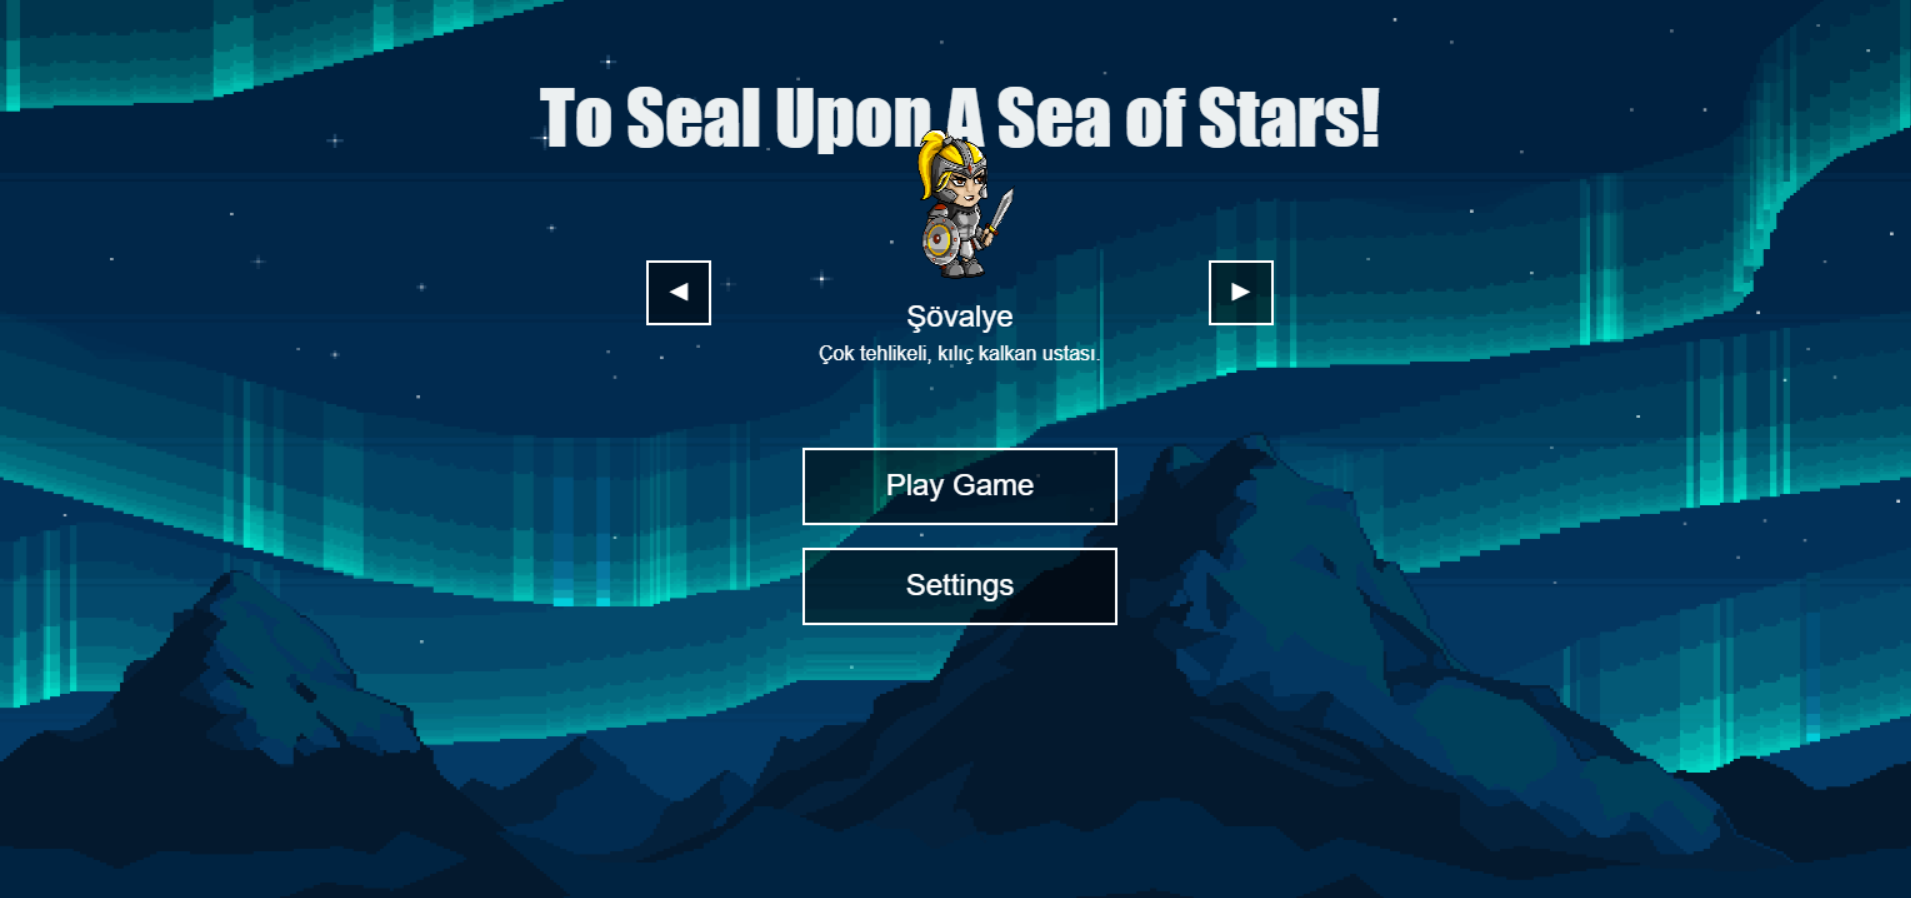 To Seal Upon A Sea of Stars!
Şövalye
Çok tehlikeli, kılıç kalkan ustası.
Play Game
Settings